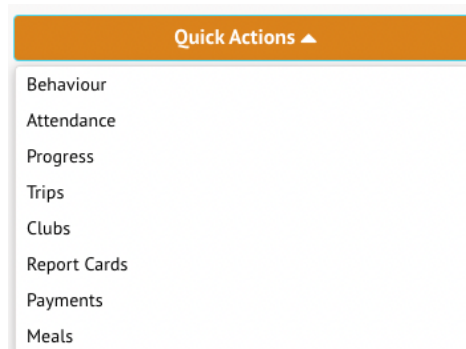 Quick Actions
Behaviour
Attendance
Progress
Trips
Clubs
Report Cards
Payments
Meals